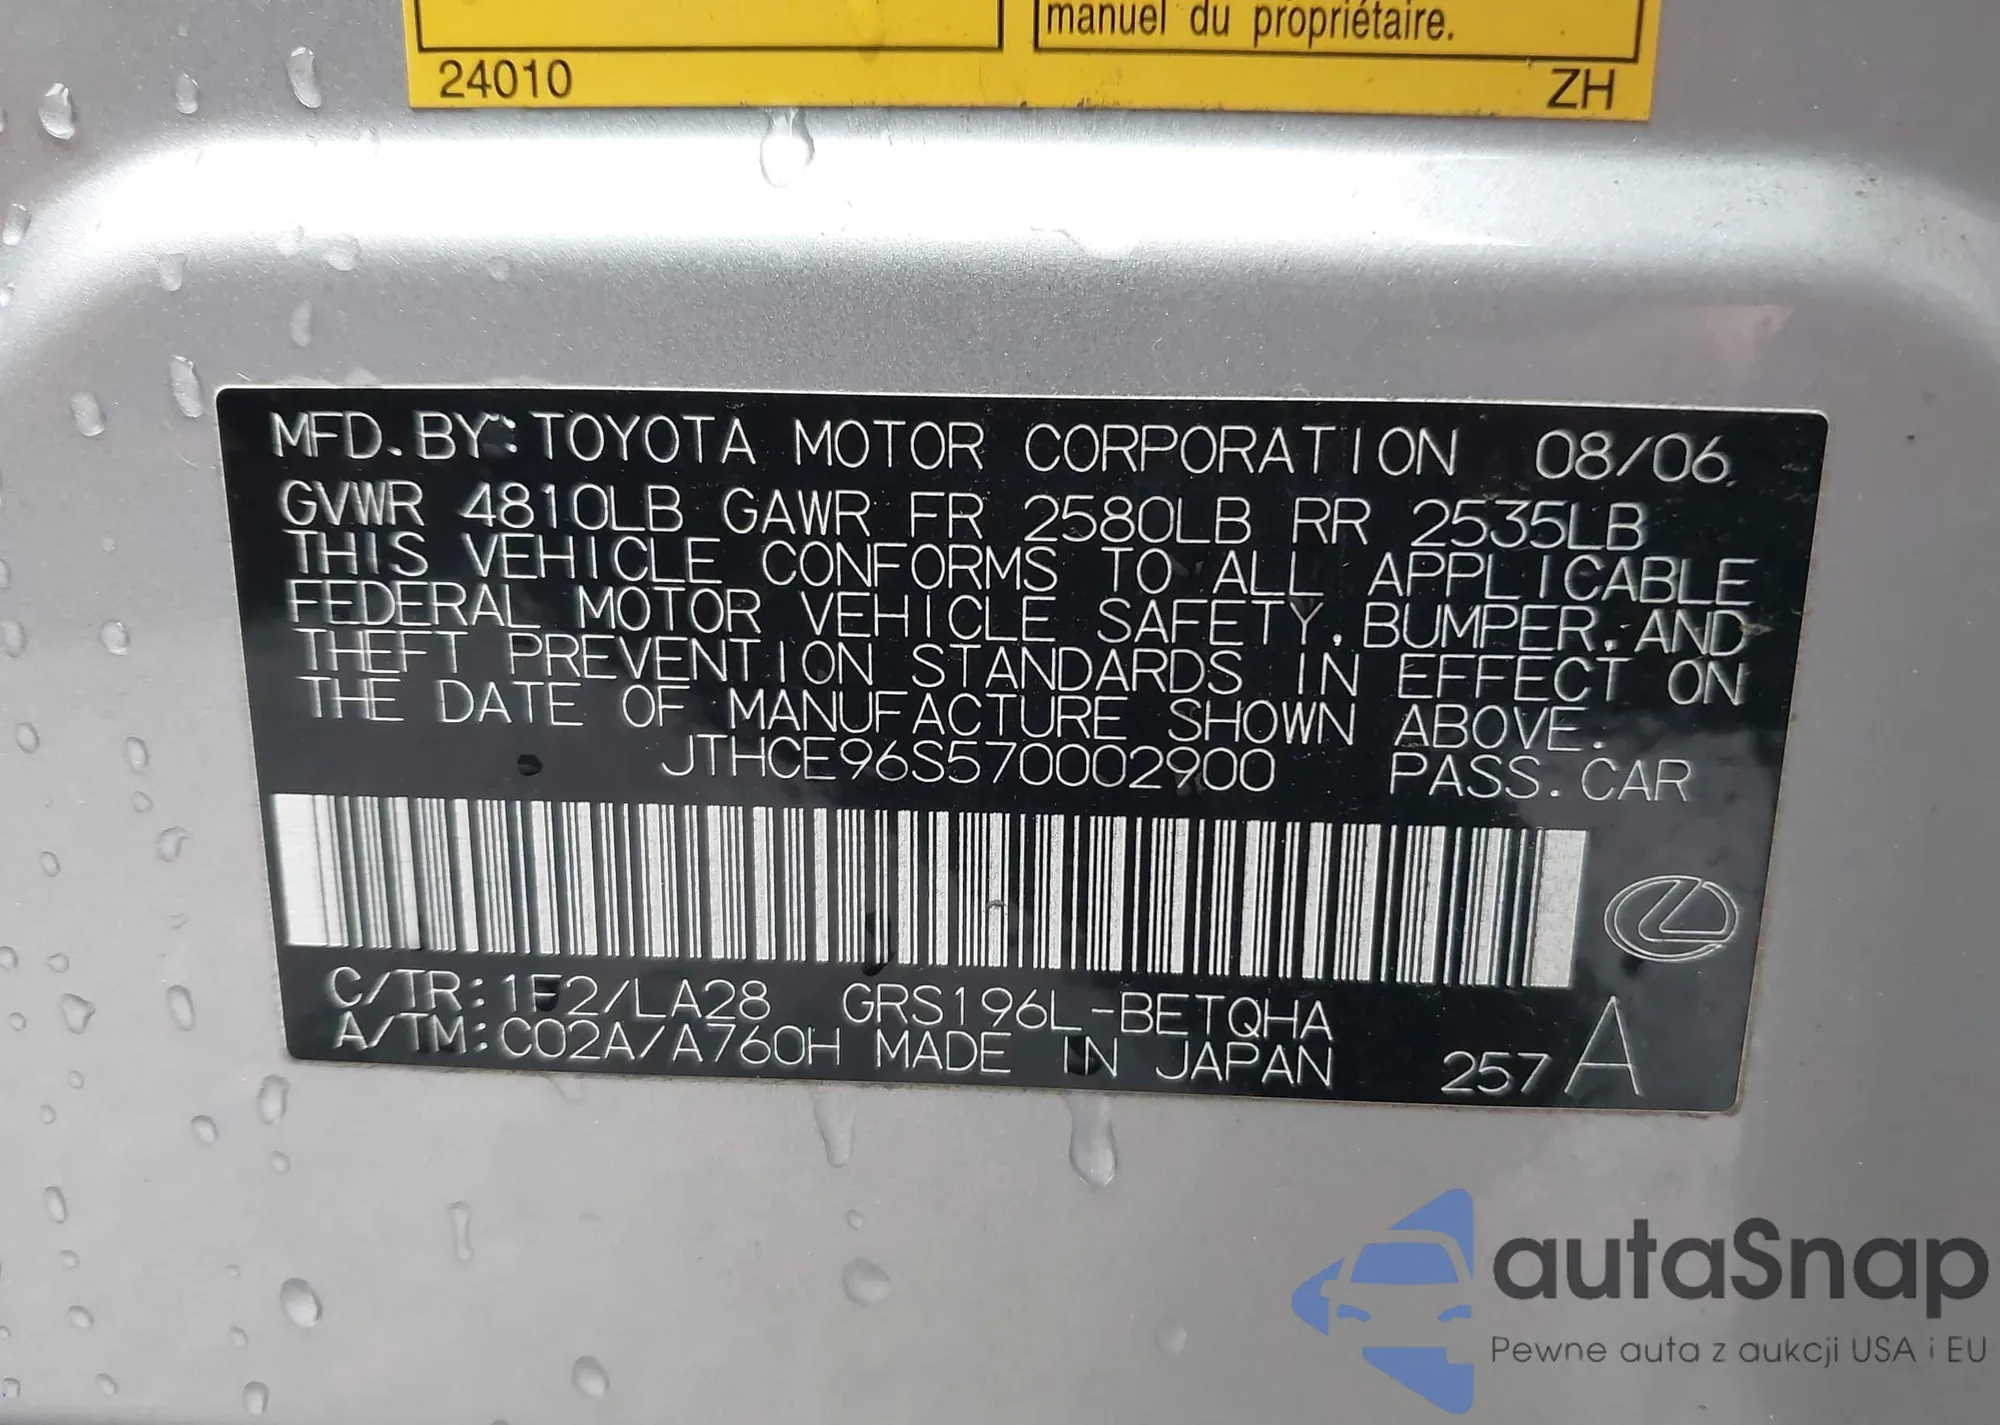 manuel du propriétaire.
24010
ZH
MFD. BY: TOYOTA MOTOR CORPORATION 08/06
GVWR 4810LB GAWR FR 2580LB RR 2535LB
THIS VEHICLE CONFORMS TO ALL APPLICABLE
FEDERAL MOTOR VEHICLE SAFETY, BUMPER, AND
THEFT PREVENTION STANDARDS IN EFFECT ON
THE DATE OF MANUFACTURE SHOWN ABOVE.
JTHCE96S570002900 PASS. CAR
C/TR: 1F2/LA28 GRS196L-BETQHA
A/TM: C02A/A760H MADE IN JAPAN 257 A
autaSnap
Pewne auta z aukcji USA i EU